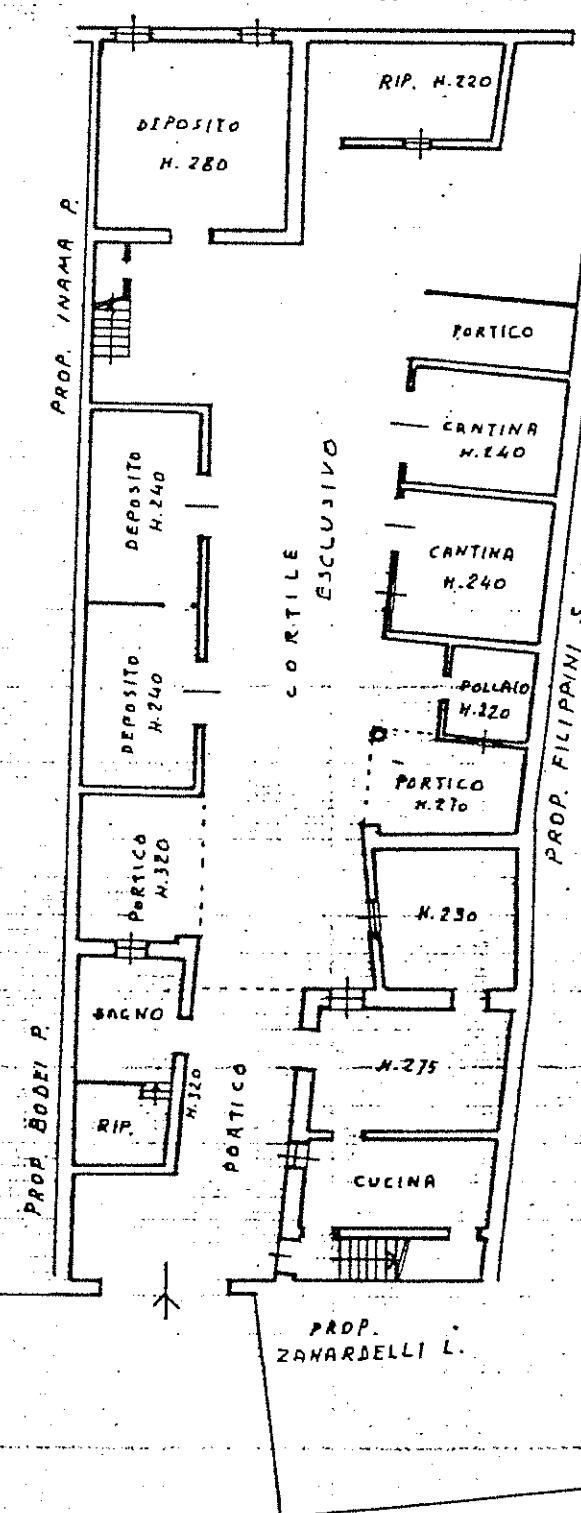 RIP. H.220
DEPOSITO
H. 280
PROP. INAMA P.
PORTICO
CANTINA
H.240
DEPOSITO
H.240
CORTILE
ESCLUSIVO
CANTINA
H.240
DEPOSITO
H.240
POLLAIO
H.220
PROP. FILIPPINI S.
PORTICO
H.270
PORTICO
H.320
H.230
BAGNO
PROP. BODEI P.
H.320
PORTICO
H.275
RIP.
CUCINA
PROP.
ZANARDELLI L.